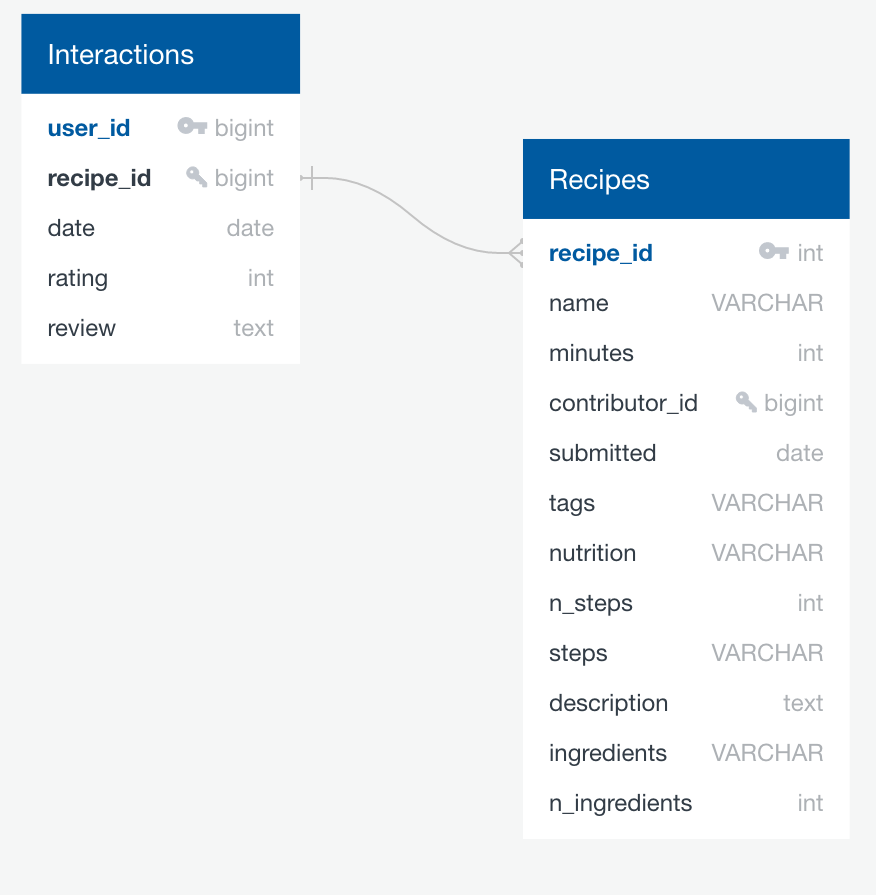 Interactions
user_id bigint
recipe_id bigint
date date
rating int
review text
Recipes
recipe_id int
name VARCHAR
minutes int
contributor_id bigint
submitted date
tags VARCHAR
nutrition VARCHAR
n_steps int
steps VARCHAR
description text
ingredients VARCHAR
n_ingredients int